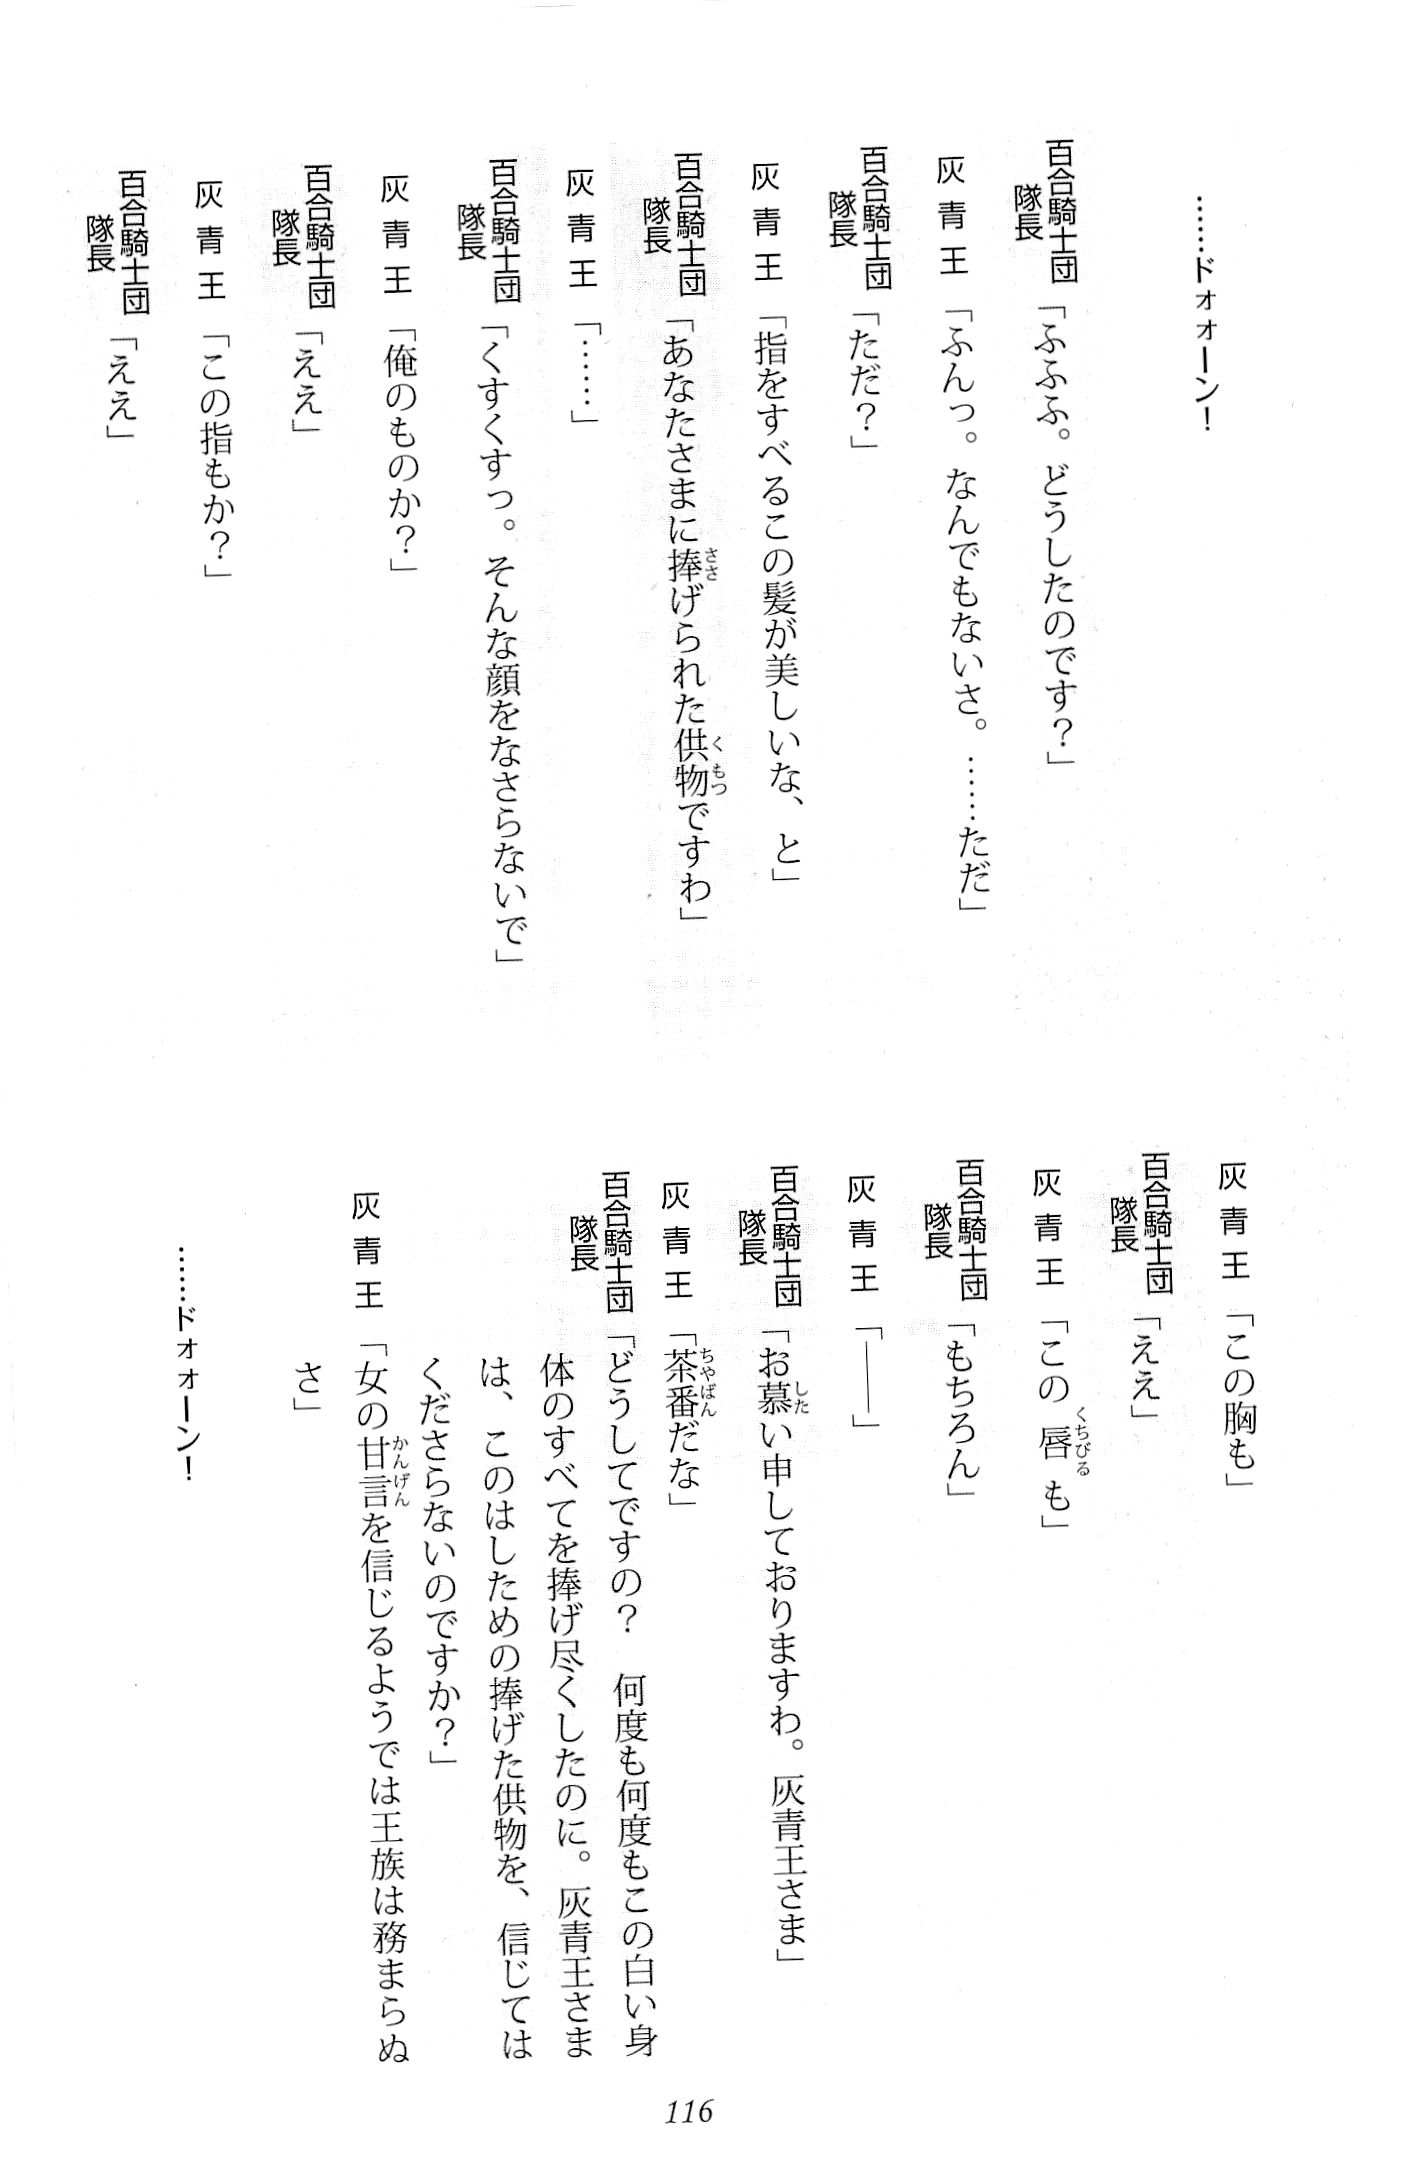 ……ドォォーン！
百合騎士団隊長「ふふふ。どうしたのです？」
灰青王「ふんっ。なんでもないさ。……ただ」
百合騎士団隊長「ただ？」
灰青王「指をすべるこの髪が美しいな、と」
百合騎士団隊長「あなたさまに捧げられた供物ですわ」
灰青王「……」
百合騎士団隊長「くすくすっ。そんな顔をなさらないで」
灰青王「俺のものか？」
百合騎士団隊長「ええ」
灰青王「この指もか？」
百合騎士団隊長「ええ」
灰青王「この胸も」
百合騎士団隊長「ええ」
灰青王「この唇も」
百合騎士団隊長「もちろん」
灰青王「――」
百合騎士団隊長「お慕い申しておりますわ。灰青王さま」
灰青王「茶番だな」
百合騎士団隊長「どうしてですの？　何度も何度もこの白い身
体のすべてを捧げ尽くしたのに。灰青王さま
は、このはしための捧げた供物を、信じては
くださらないのですか？」
灰青王「女の甘言を信じるようでは王族は務まらぬ
さ」
……ドォォーン！
116